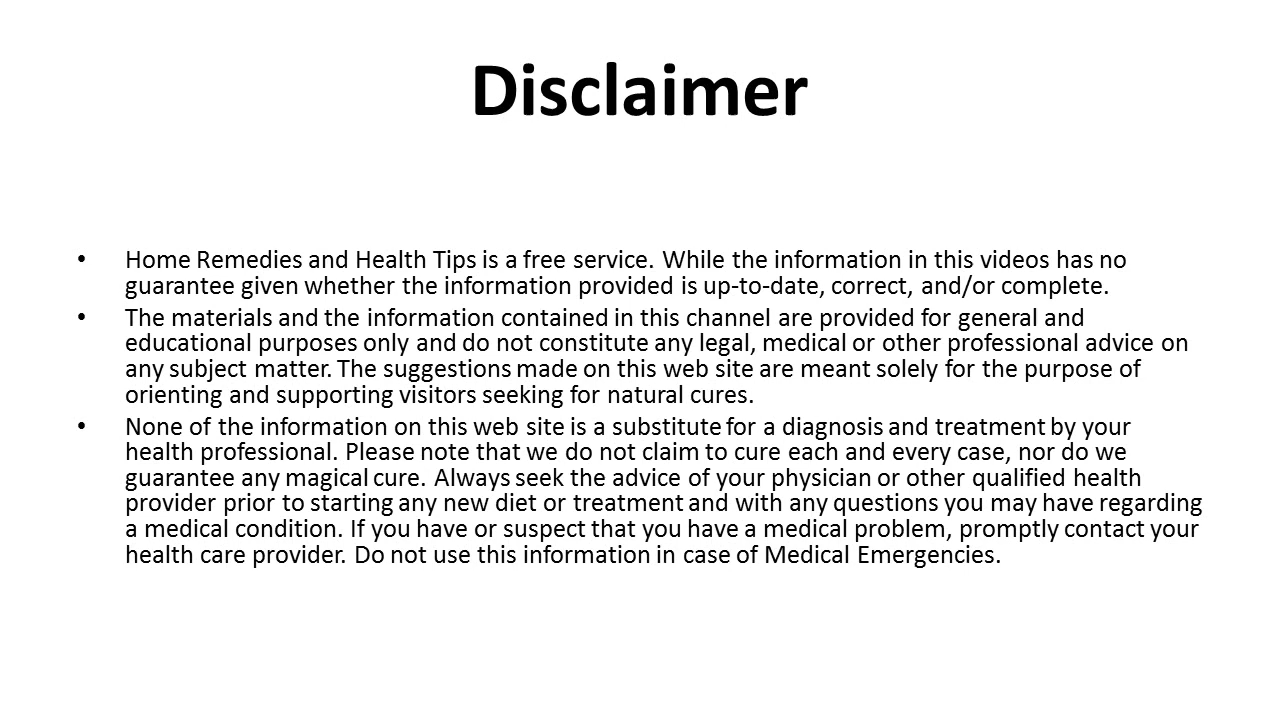 Disclaimer
• Home Remedies and Health Tips is a free service. While the information in this videos has no
guarantee given whether the information provided is up-to-date, correct, and/or complete.
• The materials and the information contained in this channel are provided for general and
educational purposes only and do not constitute any legal, medical or other professional advice on
any subject matter. The suggestions made on this web site are meant solely for the purpose of
orienting and supporting visitors seeking for natural cures.
• None of the information on this web site is a substitute for a diagnosis and treatment by your
health professional. Please note that we do not claim to cure each and every case, nor do we
guarantee any magical cure. Always seek the advice of your physician or other qualified health
provider prior to starting any new diet or treatment and with any questions you may have regarding
a medical condition. If you have or suspect that you have a medical problem, promptly contact your
health care provider. Do not use this information in case of Medical Emergencies.